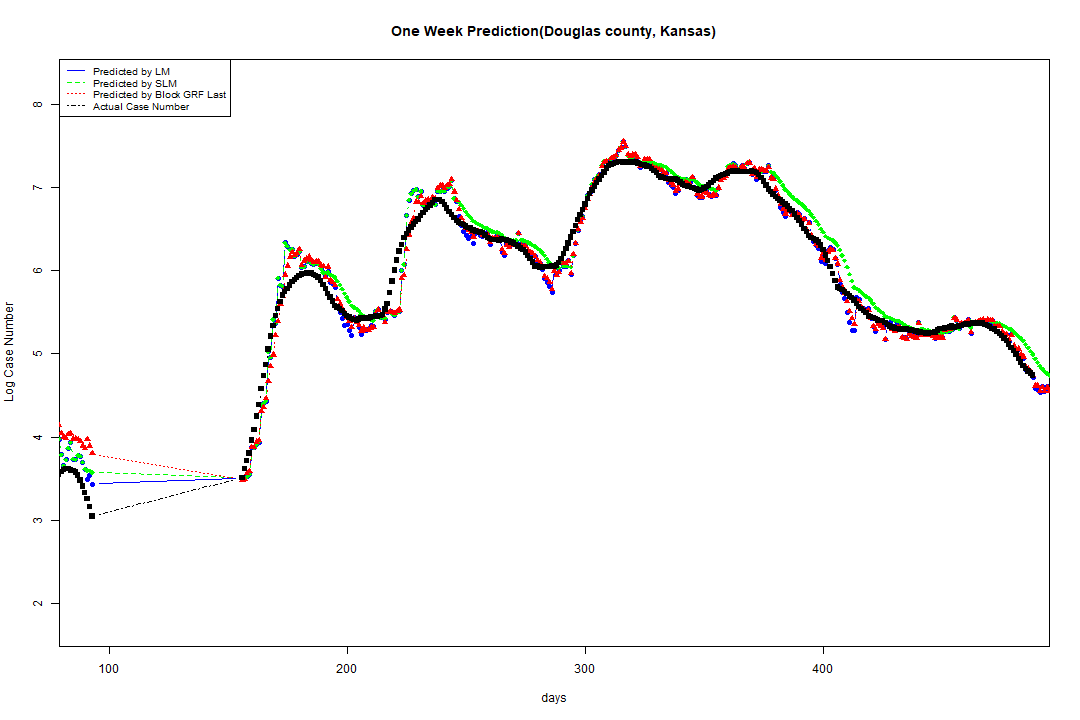 One Week Prediction(Douglas county, Kansas)
Predicted by LM
Predicted by SLM
Predicted by Block GRF Last
Actual Case Number
8
7
6
5
4
3
2
Log Case Number
100 200 300 400
days